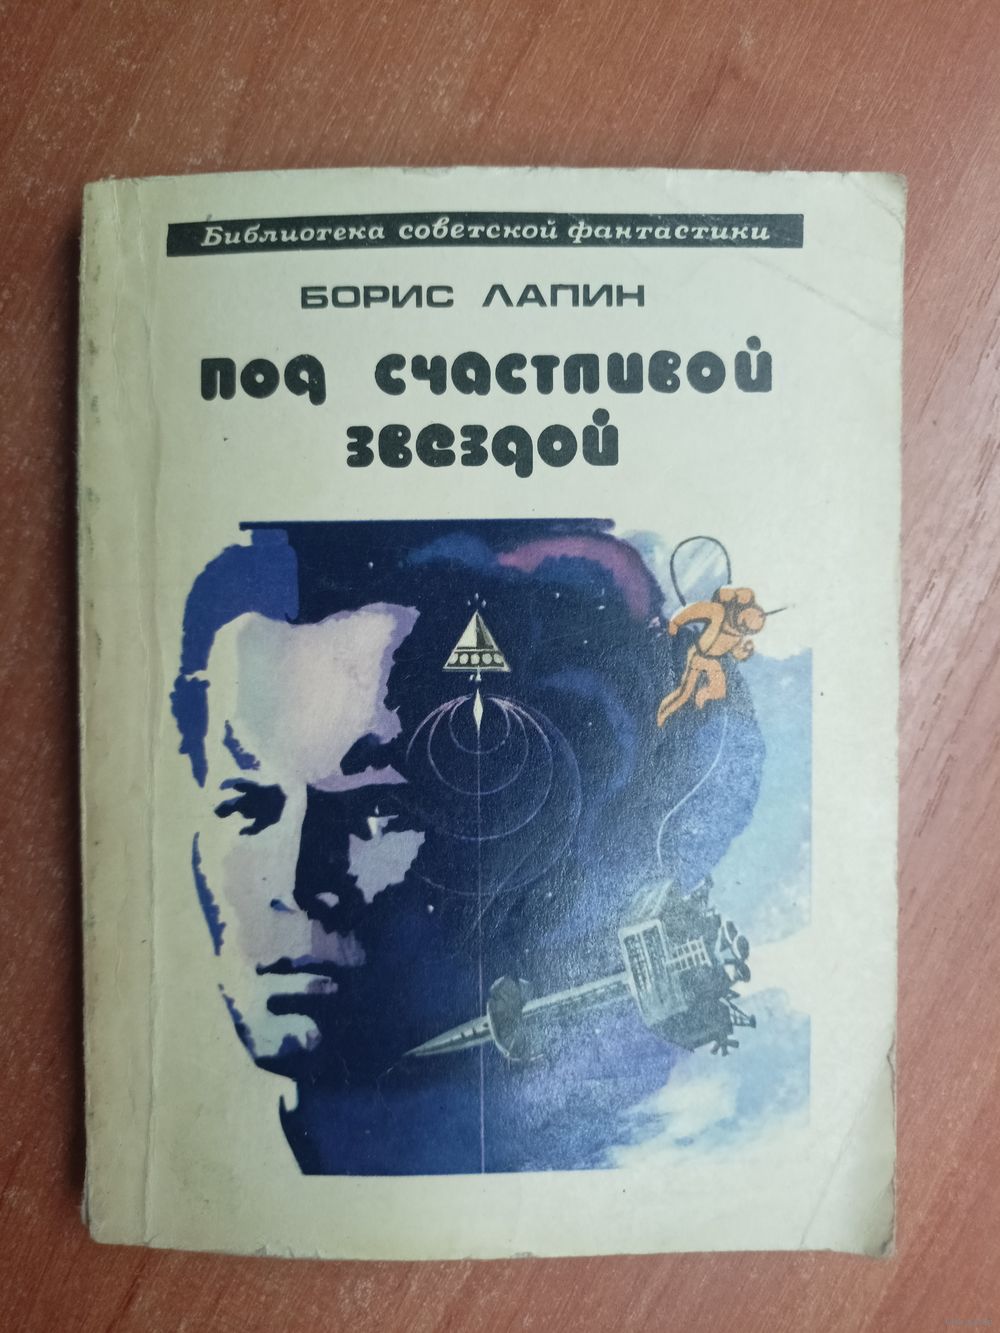 Библиотека советской фантастики
БОРИС ЛАПИН
под счастливой
звездой